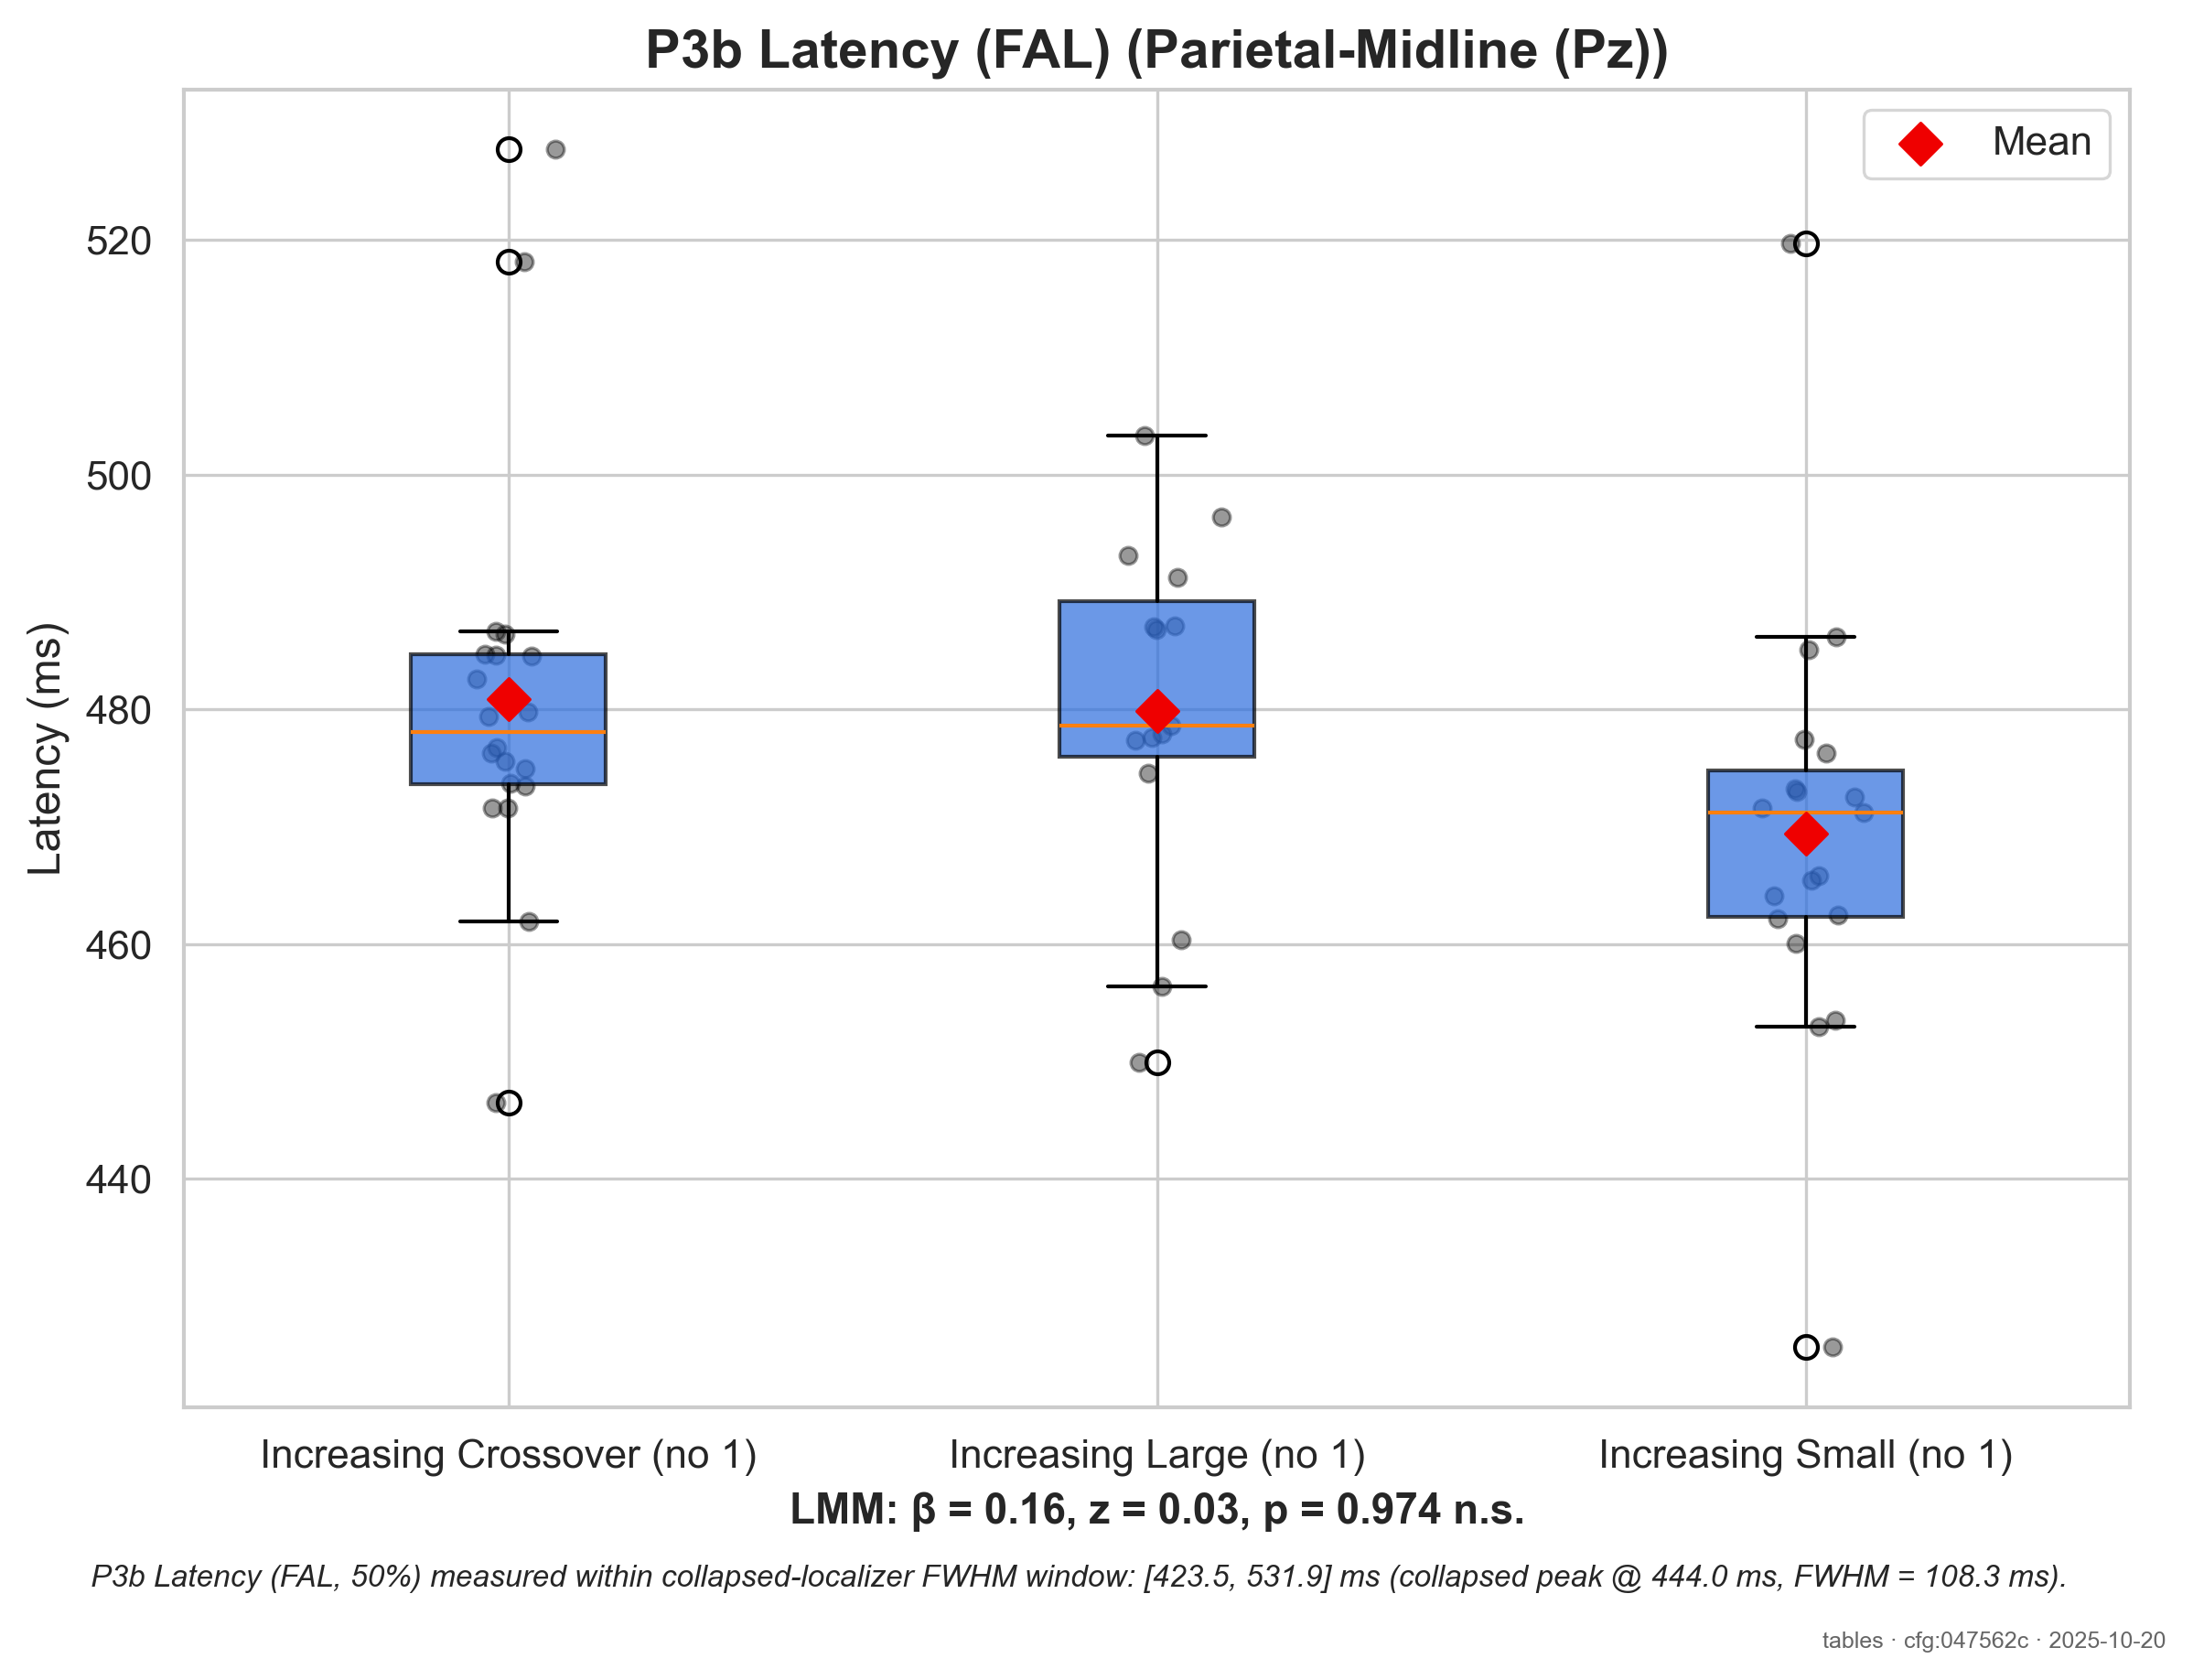 P3b Latency (FAL) (Parietal-Midline (Pz))
Mean
Latency (ms)
520
500
480
460
440
Increasing Crossover (no 1)
Increasing Large (no 1)
Increasing Small (no 1)
LMM: β = 0.16, z = 0.03, p = 0.974 n.s.
P3b Latency (FAL, 50%) measured within collapsed-localizer FWHM window: [423.5, 531.9] ms (collapsed peak @ 444.0 ms, FWHM = 108.3 ms).
tables · cfg:047562c · 2025-10-20